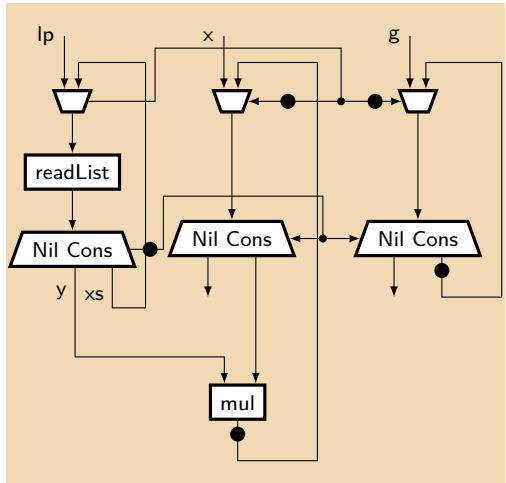 lp x g
readList
Nil Cons Nil Cons Nil Cons
y xs
mul